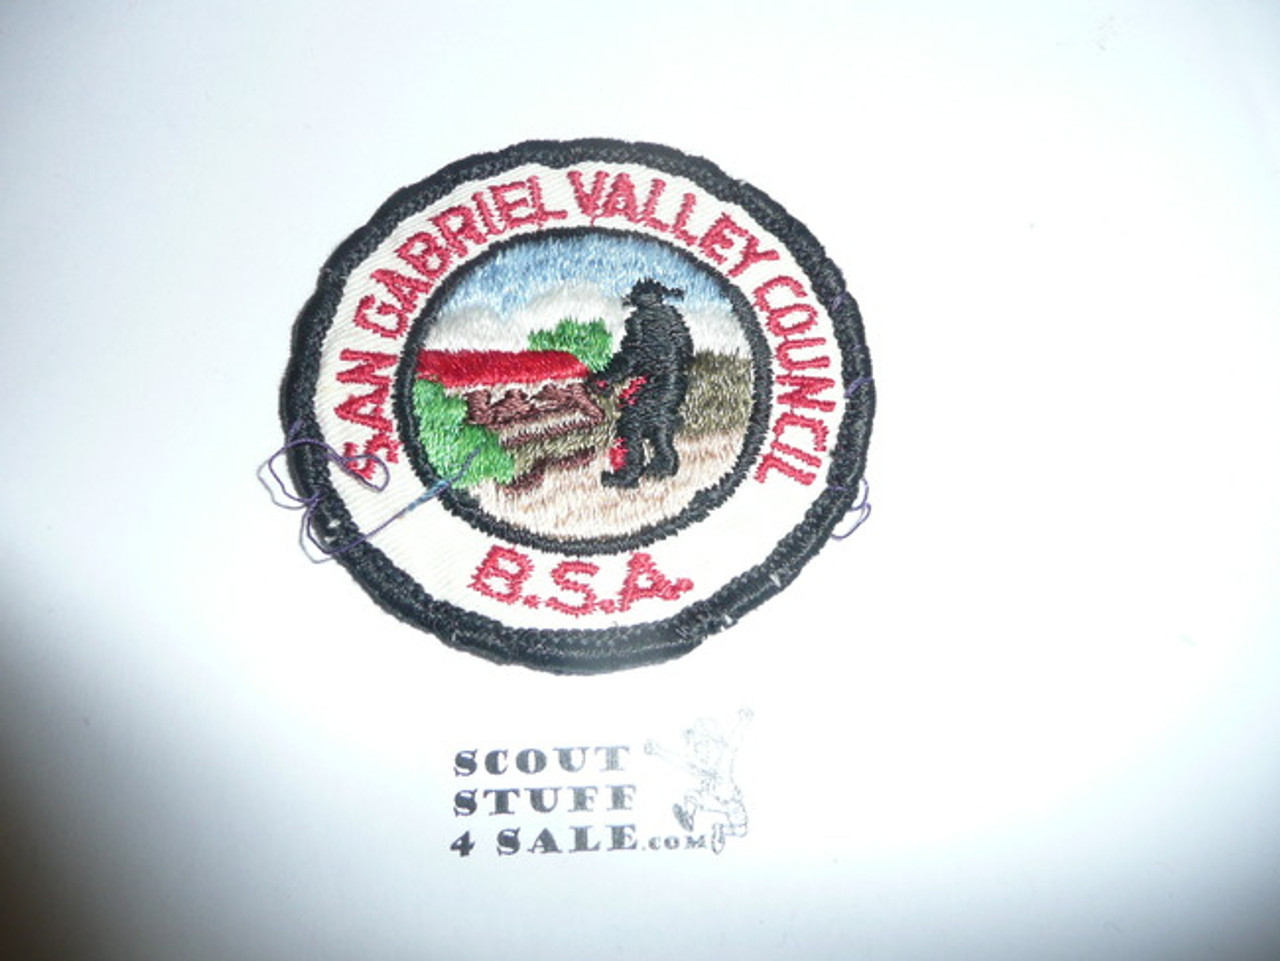 SAN GABRIEL VALLEY COUNCIL
B.S.A.
SCOUT
STUFF
4 SALE.COM